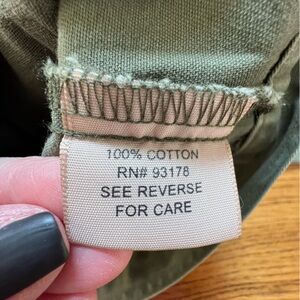 100% COTTON
RN# 93178
SEE REVERSE
FOR CARE